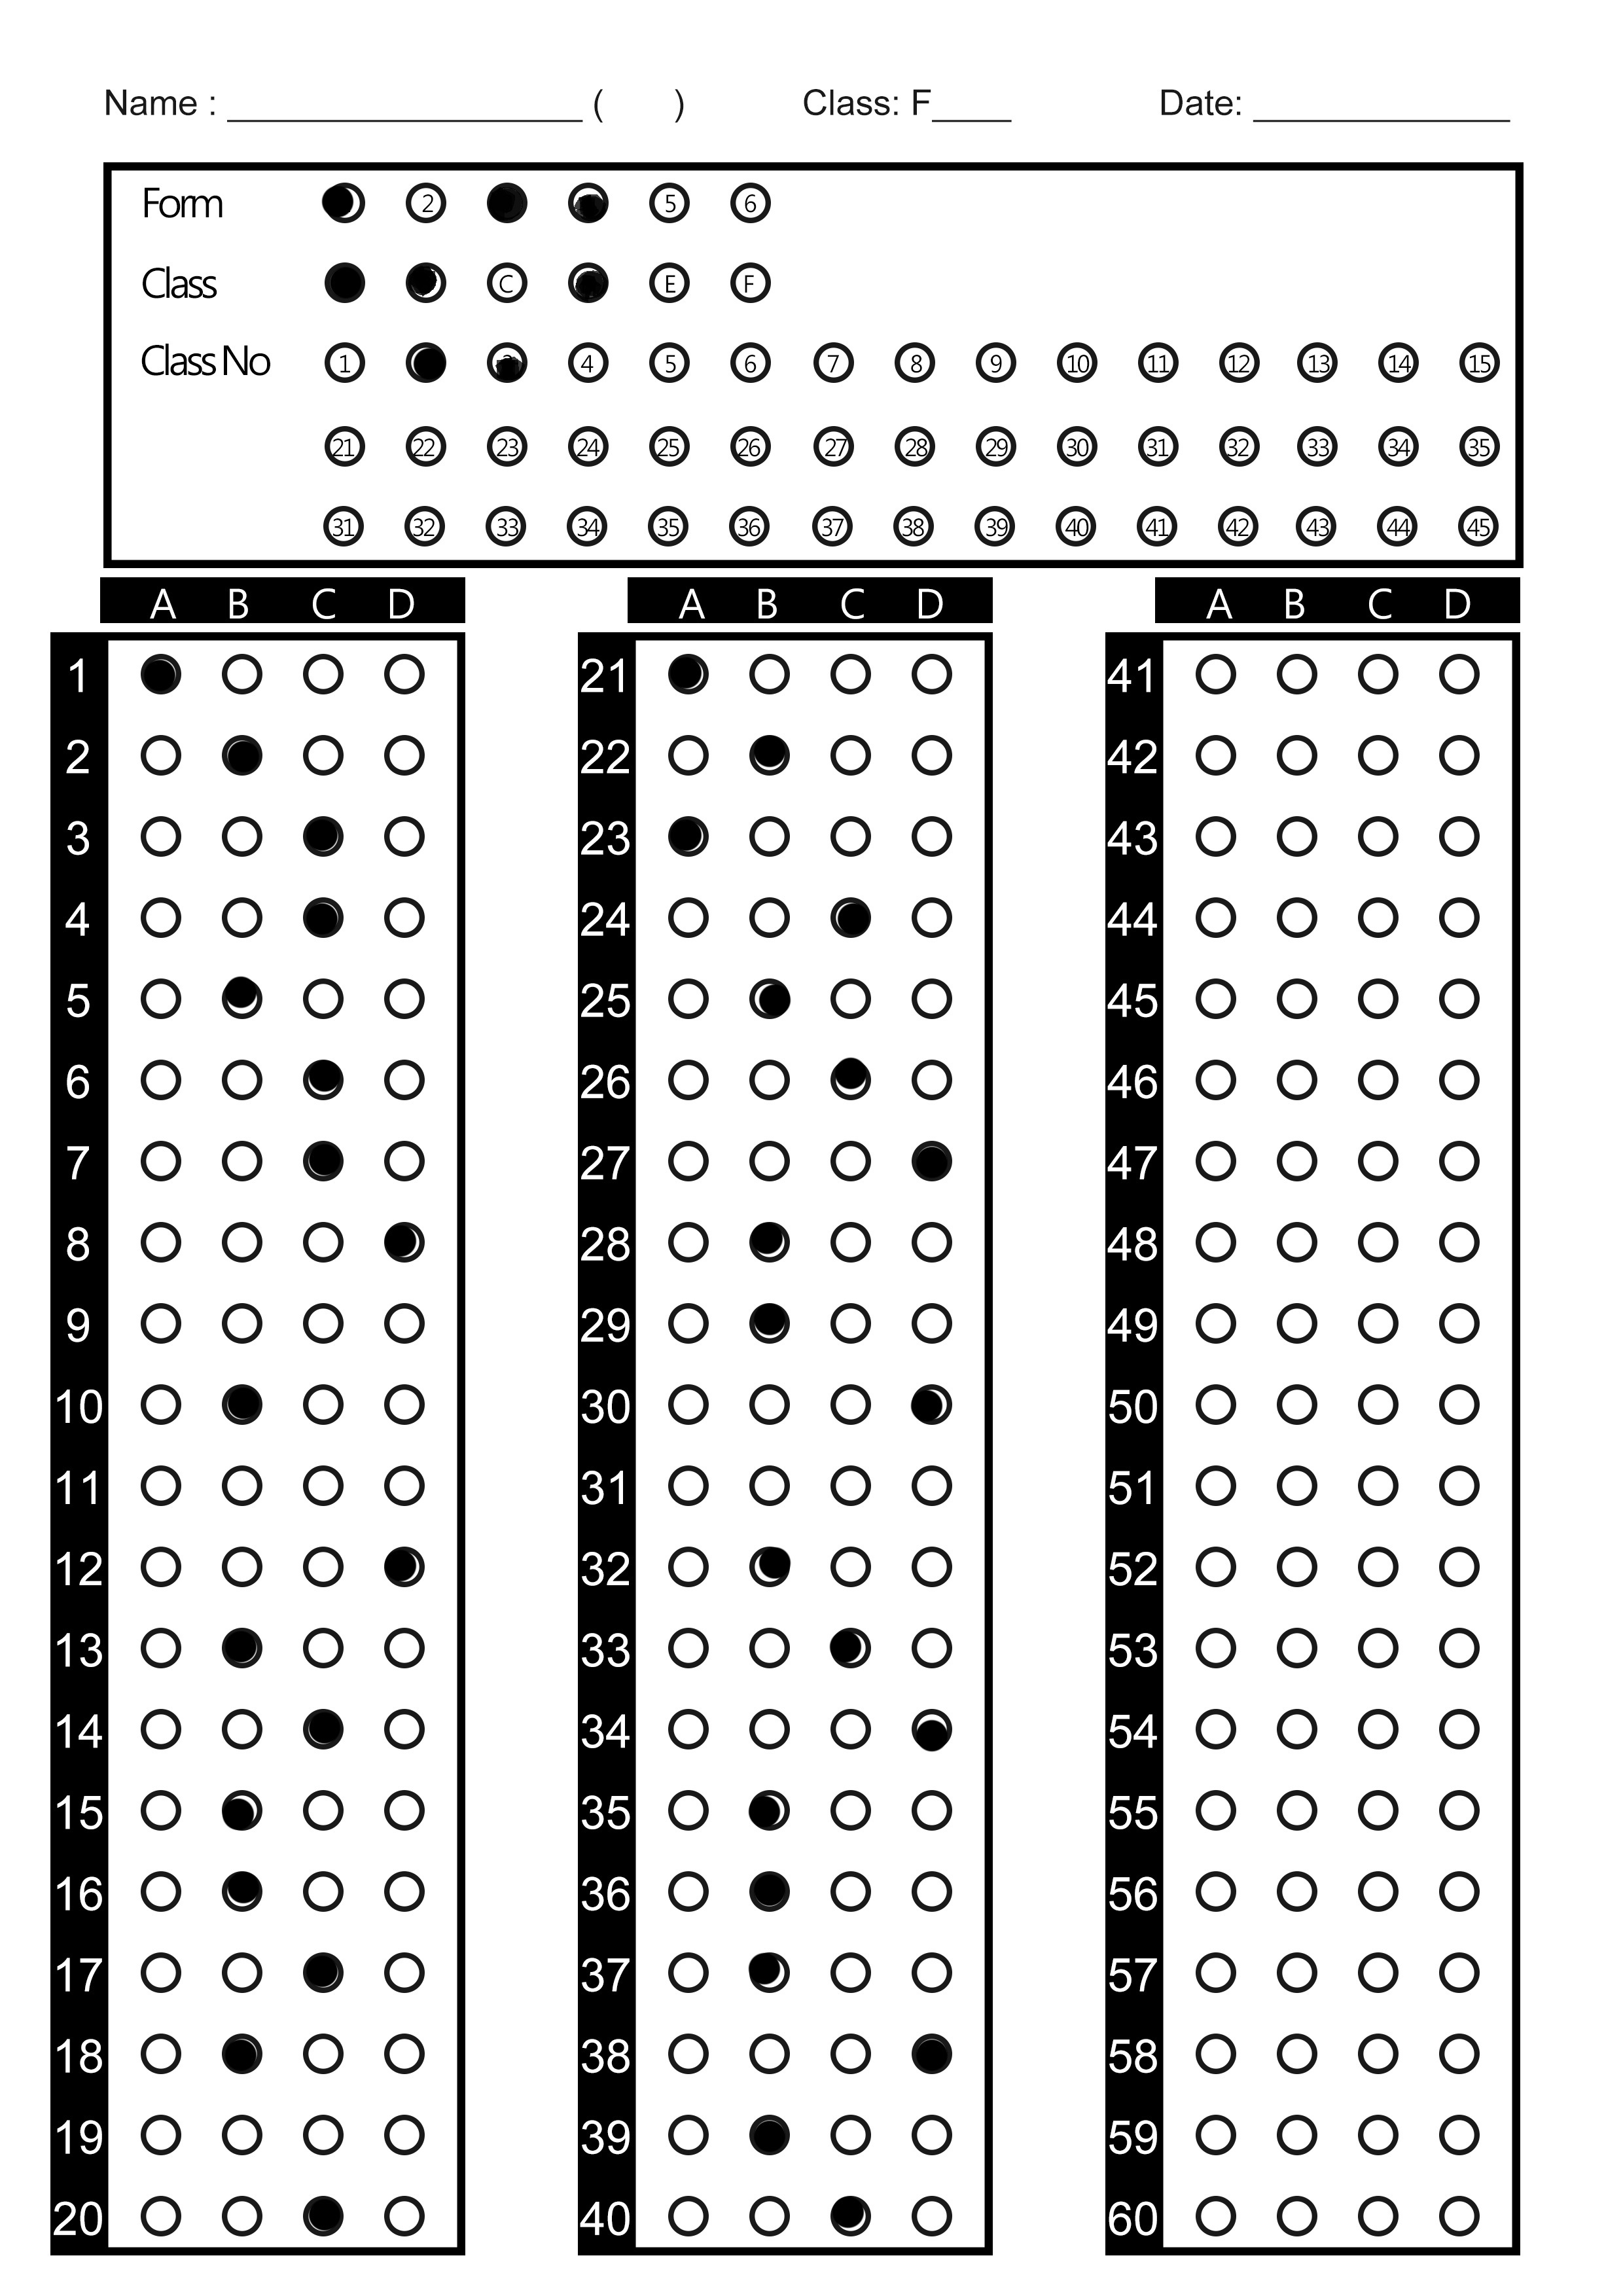 Name : ____________________ (      )      Class: F____      Date: ______________
Form 2 5 6
Class C E F
Class No 1 4 5 6 7 8 9 10 11 12 13 14 15
21 22 23 24 25 26 27 28 29 30 31 32 33 34 35
31 32 33 34 35 36 37 38 39 40 41 42 43 44 45
A B C D A B C D A B C D
1 21 41
2 22 42
3 23 43
4 24 44
5 25 45
6 26 46
7 27 47
8 28 48
9 29 49
10 30 50
11 31 51
12 32 52
13 33 53
14 34 54
15 35 55
16 36 56
17 37 57
18 38 58
19 39 59
20 40 60